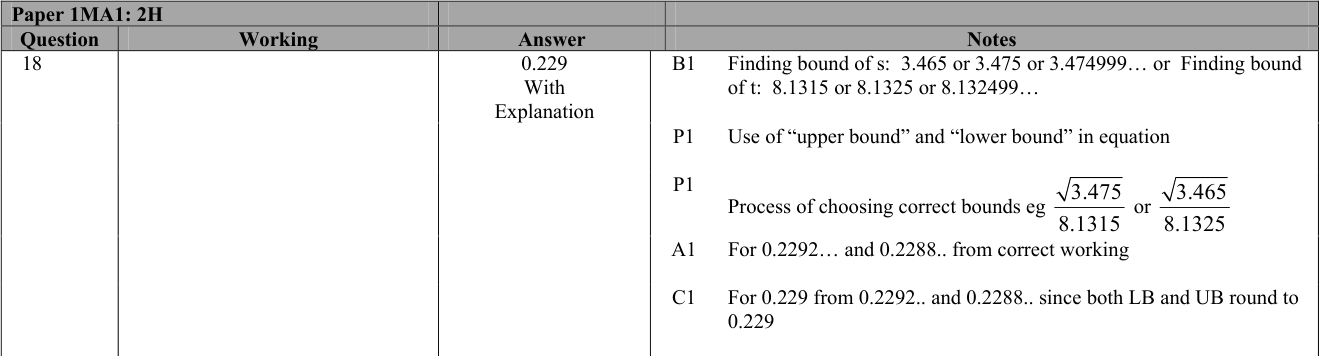 Paper 1MA1: 2H
Question Working Answer Notes
18 0.229 B1 Finding bound of s: 3.465 or 3.475 or 3.474999… or Finding bound
With of t: 8.1315 or 8.1325 or 8.132499…
Explanation
P1 Use of “upper bound” and “lower bound” in equation
P1 Process of choosing correct bounds eg √3.475/8.1315 or √3.465/8.1325
A1 For 0.2292… and 0.2288.. from correct working
C1 For 0.229 from 0.2292.. and 0.2288.. since both LB and UB round to
0.229